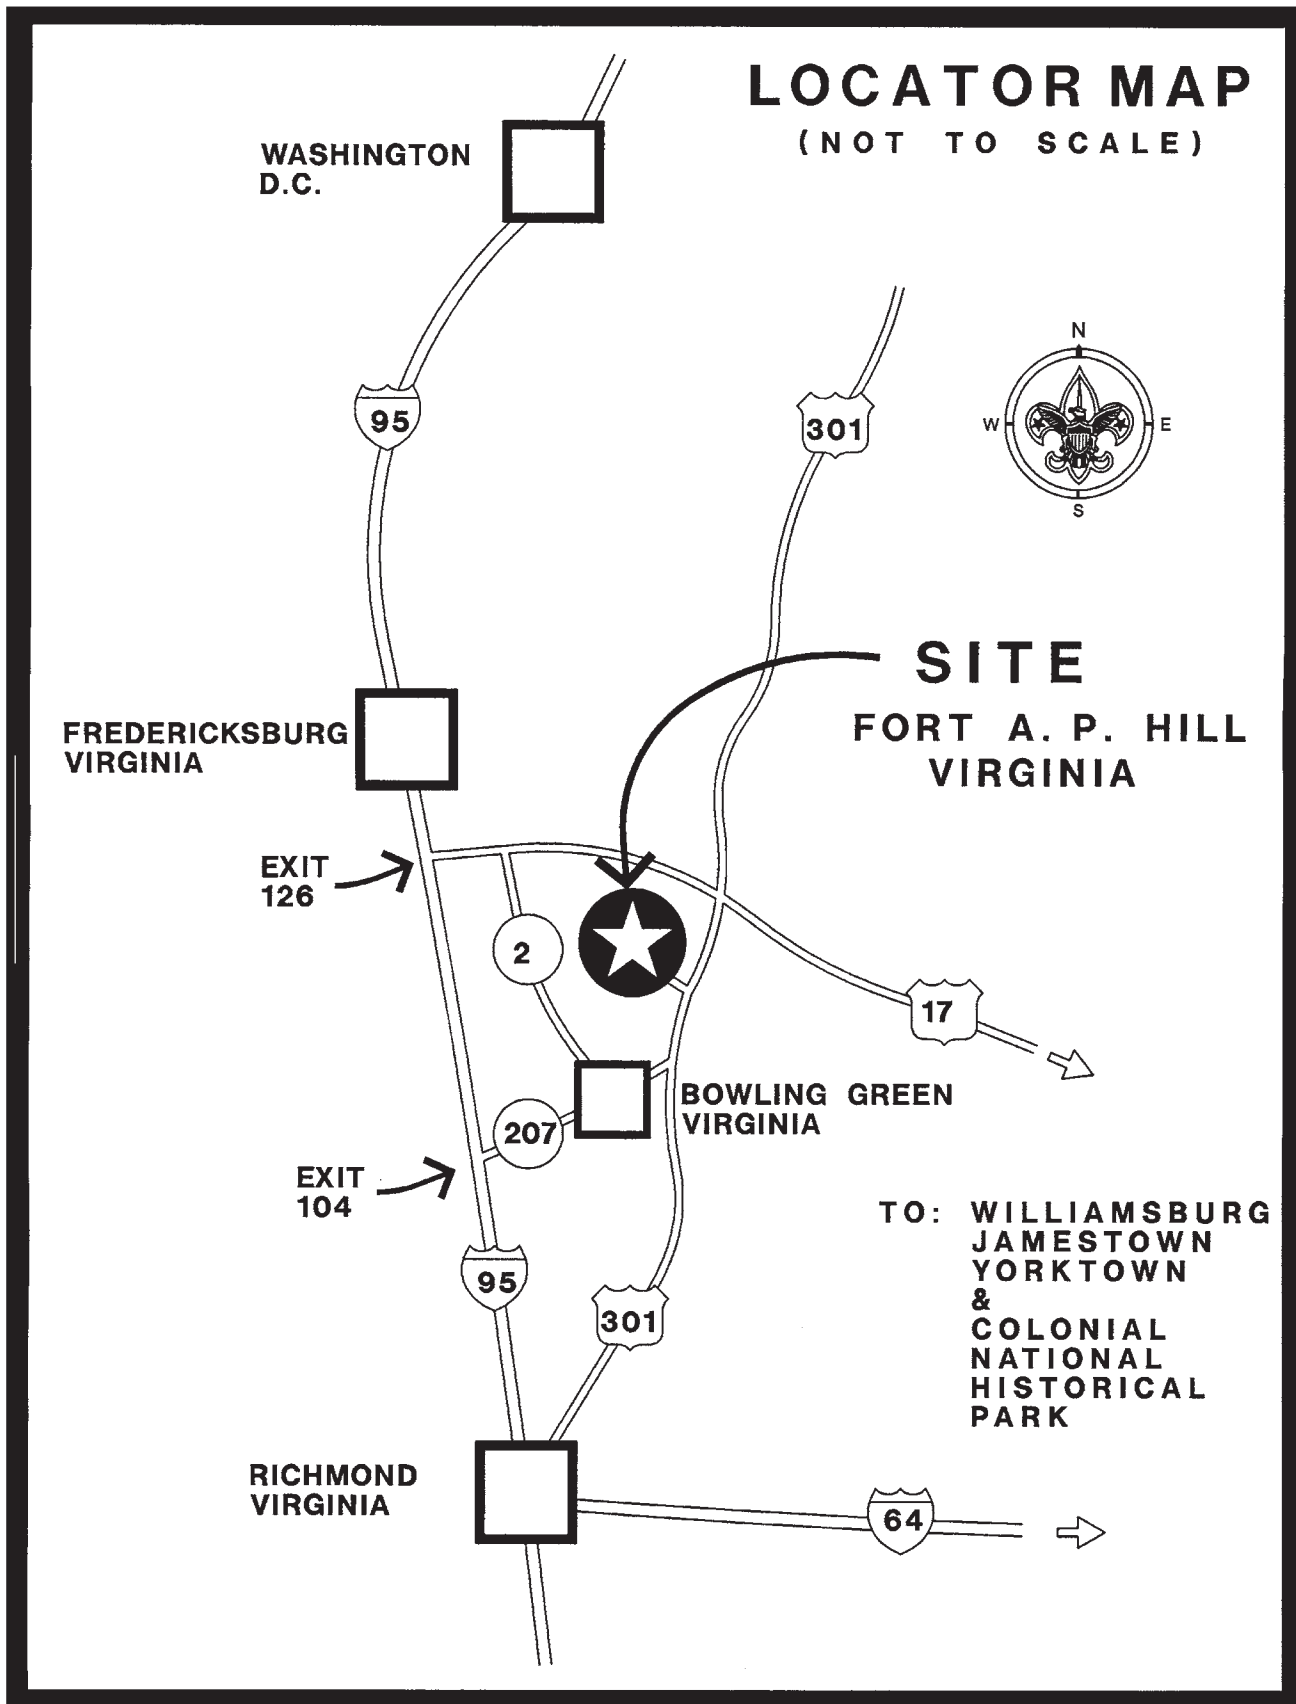 LOCATOR MAP
(NOT TO SCALE)
WASHINGTON
D.C.
N
W
E
S
95
301
SITE
FORT A. P. HILL
VIRGINIA
FREDERICKSBURG
VIRGINIA
EXIT
126
2
17
BOWLING GREEN
VIRGINIA
207
EXIT
104
TO: WILLIAMSBURG
JAMESTOWN
YORKTOWN
&
COLONIAL
NATIONAL
HISTORICAL
PARK
95
301
RICHMOND
VIRGINIA
64